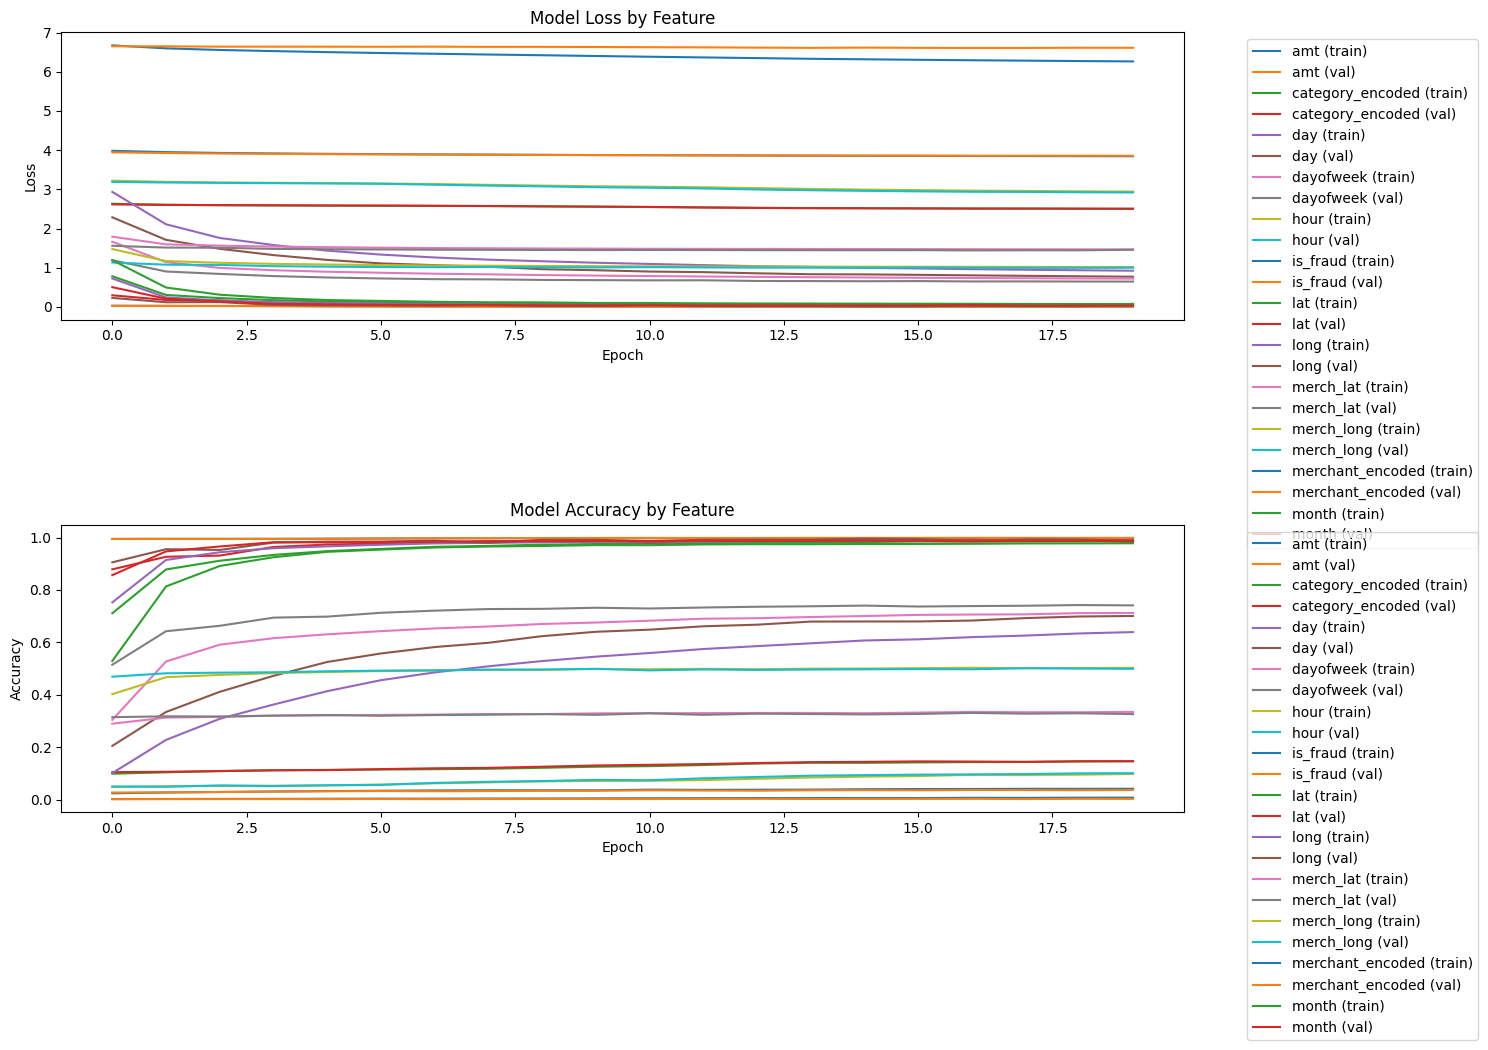 Model Loss by Feature
7
6
5
4
3
2
1
0
Loss
0.0 2.5 5.0 7.5 10.0 12.5 15.0 17.5
Epoch
amt (train)
amt (val)
category_encoded (train)
category_encoded (val)
day (train)
day (val)
dayofweek (train)
dayofweek (val)
hour (train)
hour (val)
is_fraud (train)
is_fraud (val)
lat (train)
lat (val)
long (train)
long (val)
merch_lat (train)
merch_lat (val)
merch_long (train)
merch_long (val)
merchant_encoded (train)
merchant_encoded (val)
month (train)
month (val)
Model Accuracy by Feature
1.0
0.8
0.6
0.4
0.2
0.0
Accuracy
0.0 2.5 5.0 7.5 10.0 12.5 15.0 17.5
Epoch
amt (train)
amt (val)
category_encoded (train)
category_encoded (val)
day (train)
day (val)
dayofweek (train)
dayofweek (val)
hour (train)
hour (val)
is_fraud (train)
is_fraud (val)
lat (train)
lat (val)
long (train)
long (val)
merch_lat (train)
merch_lat (val)
merch_long (train)
merch_long (val)
merchant_encoded (train)
merchant_encoded (val)
month (train)
month (val)